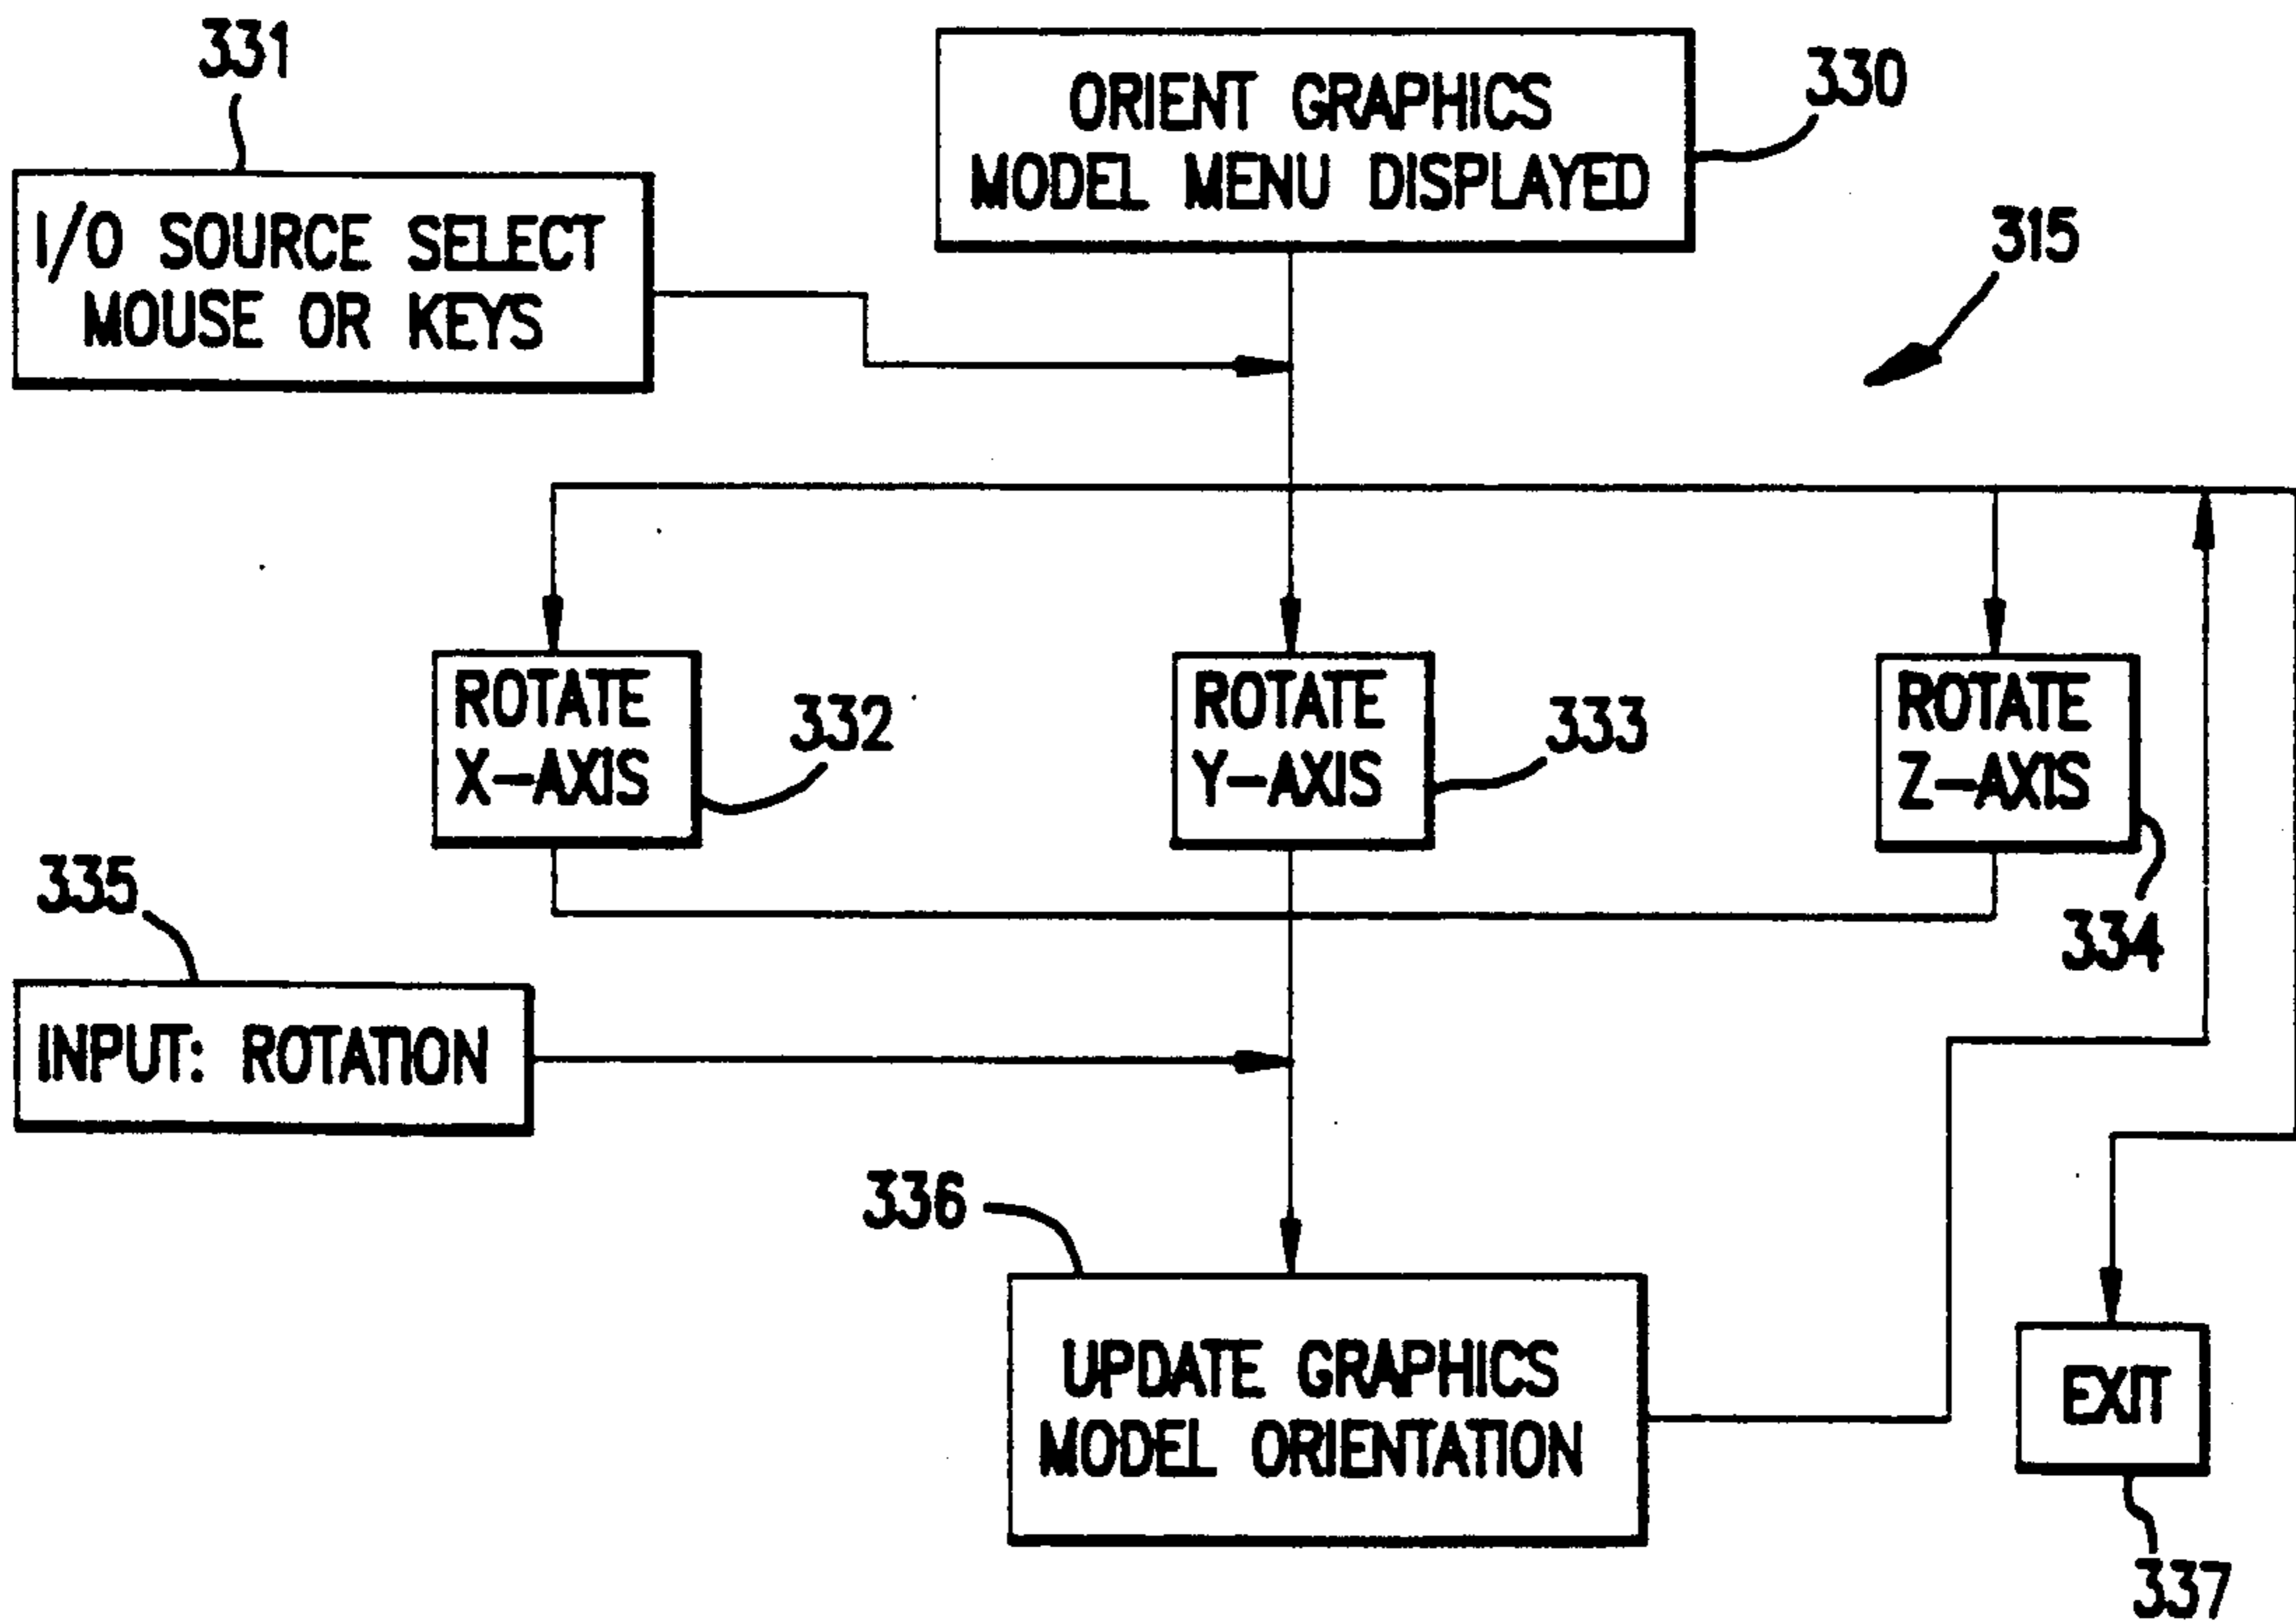 331
ORIENT GRAPHICS
MODEL MENU DISPLAYED
330
I/O SOURCE SELECT
MOUSE OR KEYS
315
ROTATE
X-AXIS
332
ROTATE
Y-AXIS
333
ROTATE
Z-AXIS
334
335
INPUT: ROTATION
336
UPDATE GRAPHICS
MODEL ORIENTATION
EXIT
337